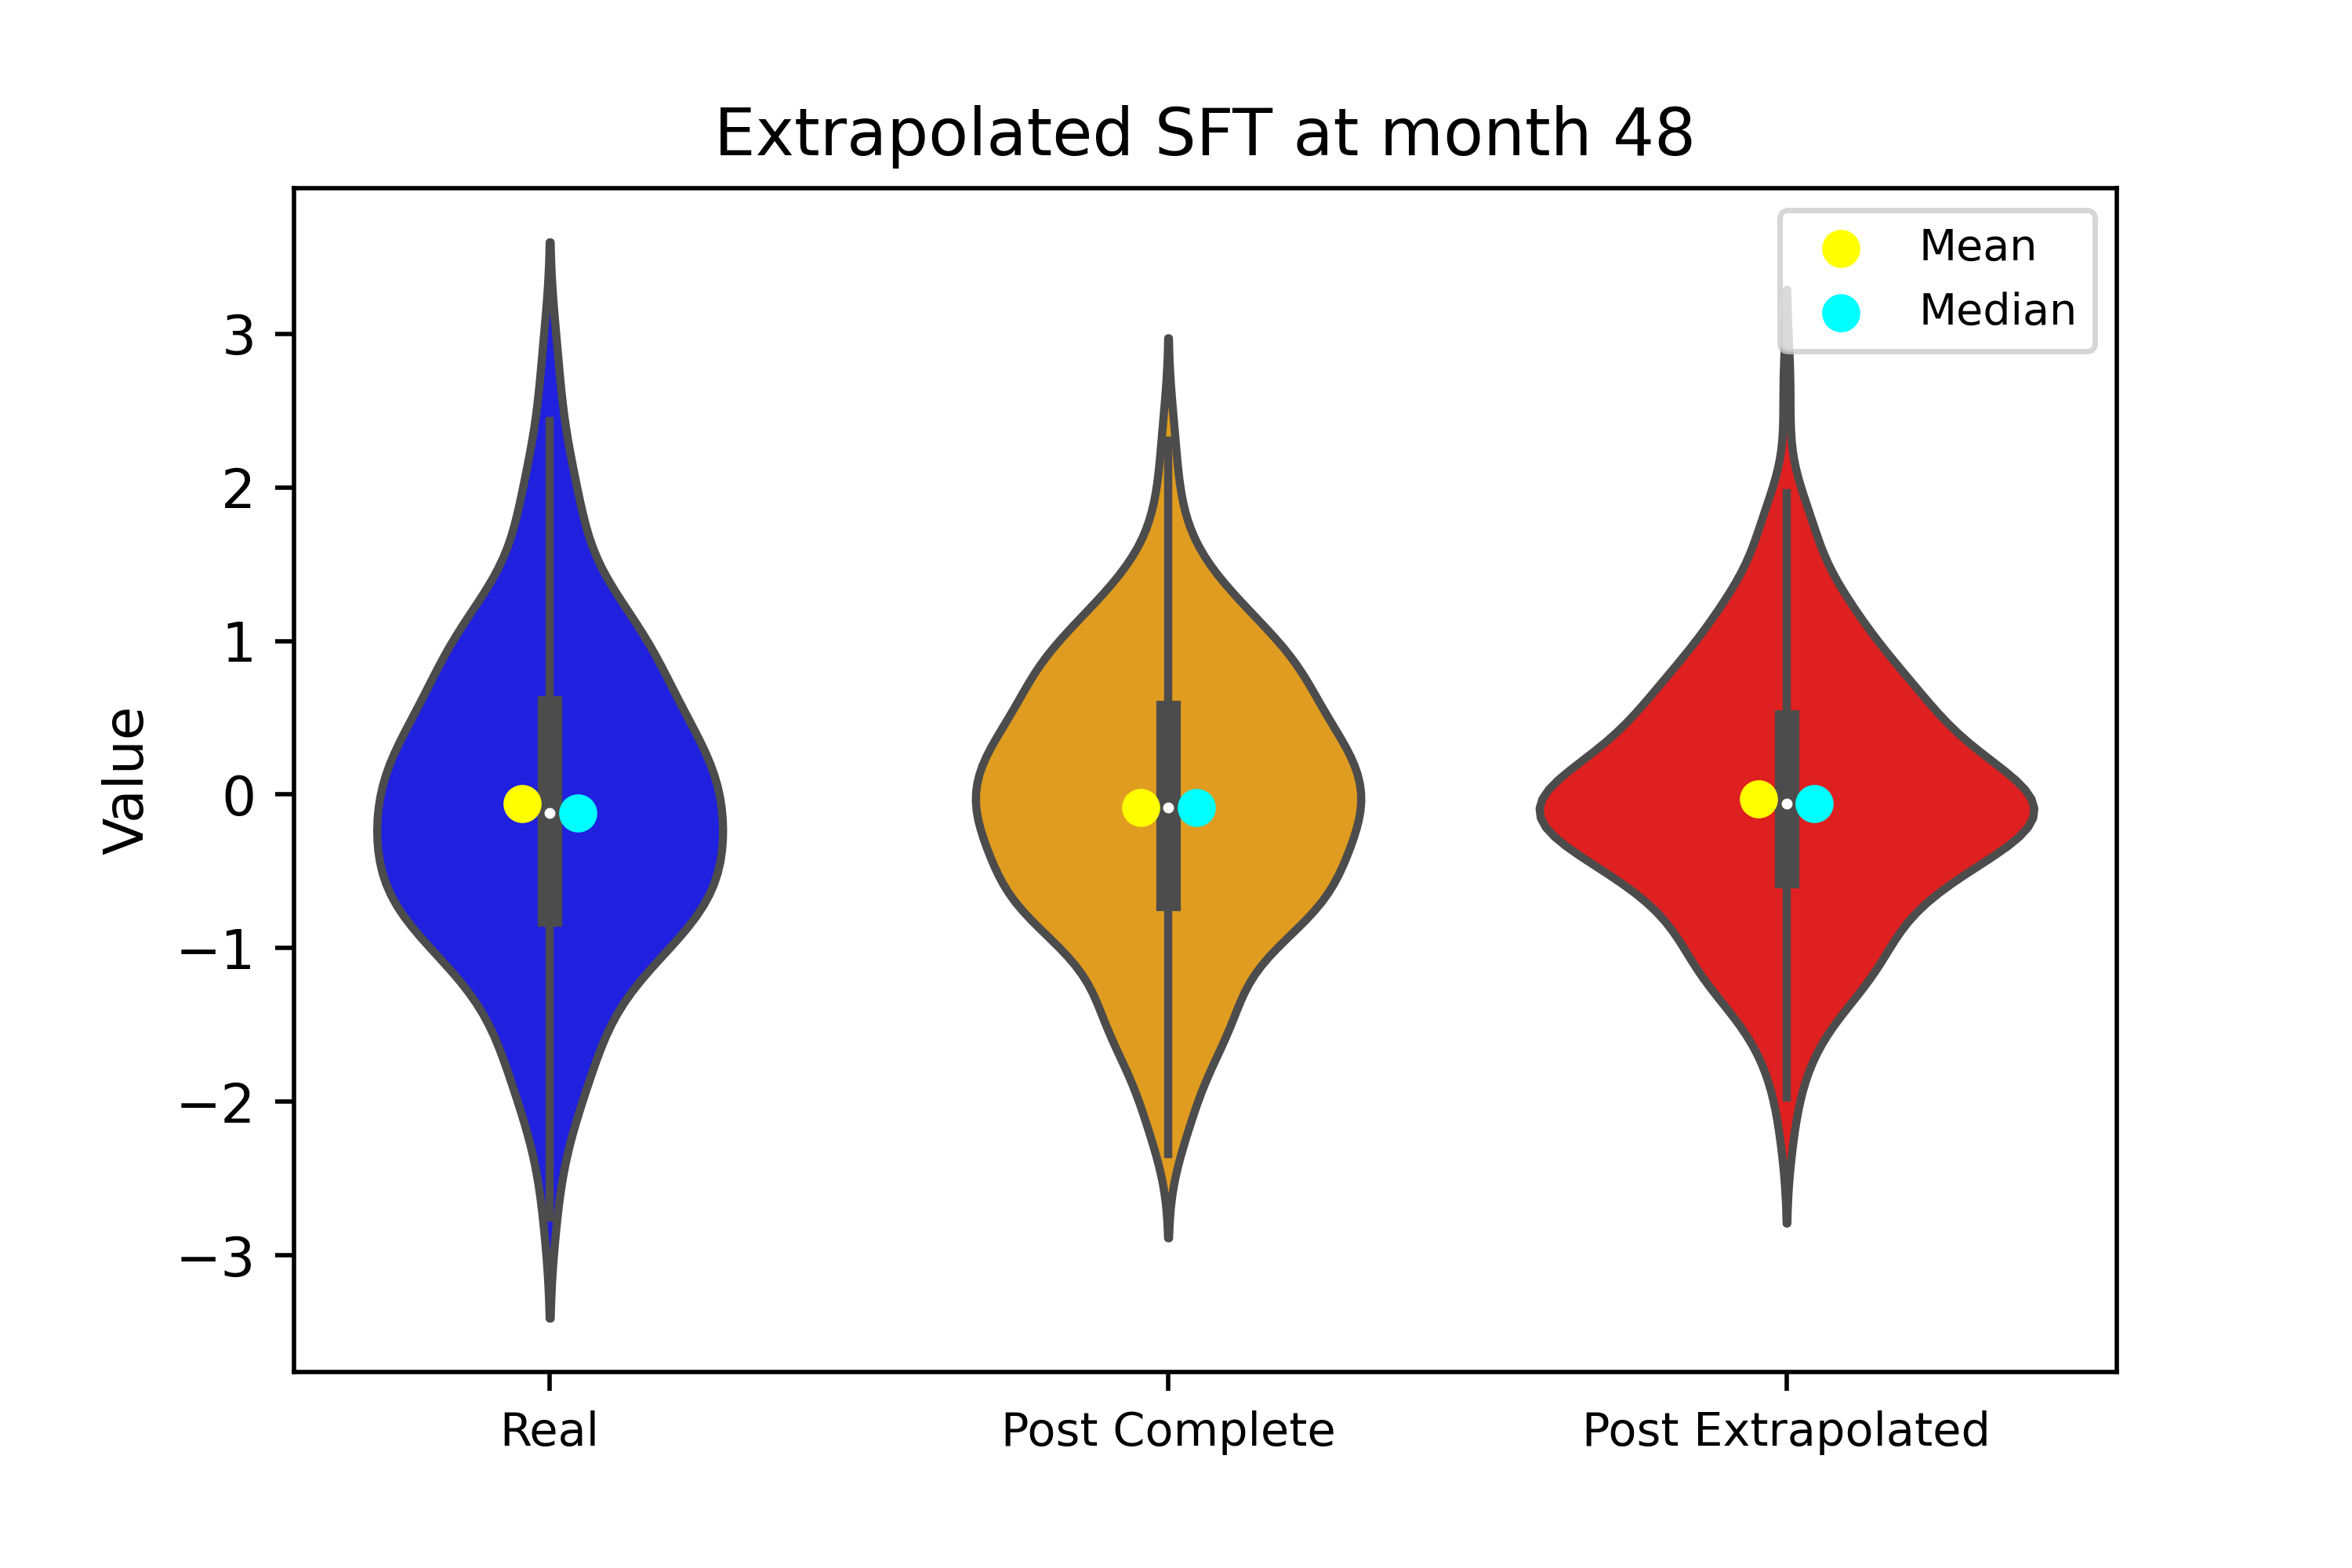 Extrapolated SFT at month 48
Mean
Median
3
2
1
0
−1
−2
−3
Value
Real
Post Complete
Post Extrapolated